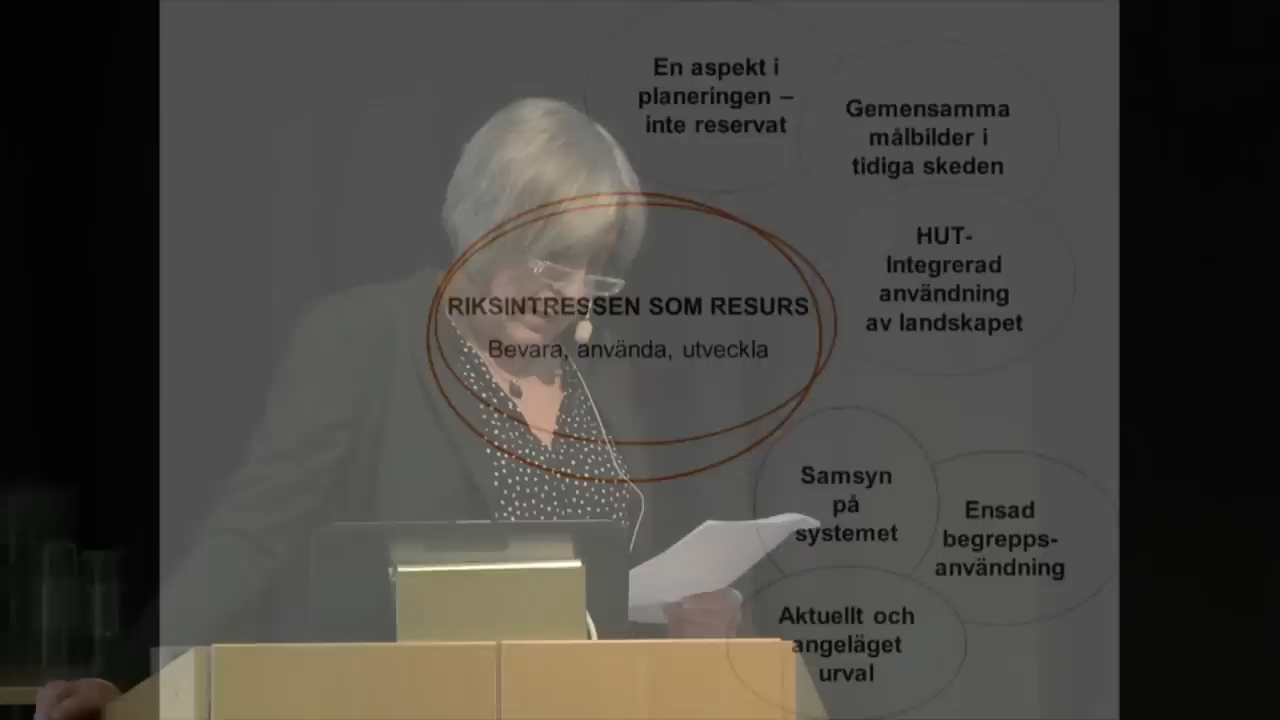 En aspekt i
planeringen –
inte reservat
Gemensamma
målbilder i
tidiga skeden
HUT-
Integrerad
användning
av landskapet
RIKSINTRESSEN SOM RESURS
Bevara, använda, utveckla
Samsyn
på
systemet
Ensad
begrepps-
användning
Aktuellt och
angeläget
urval